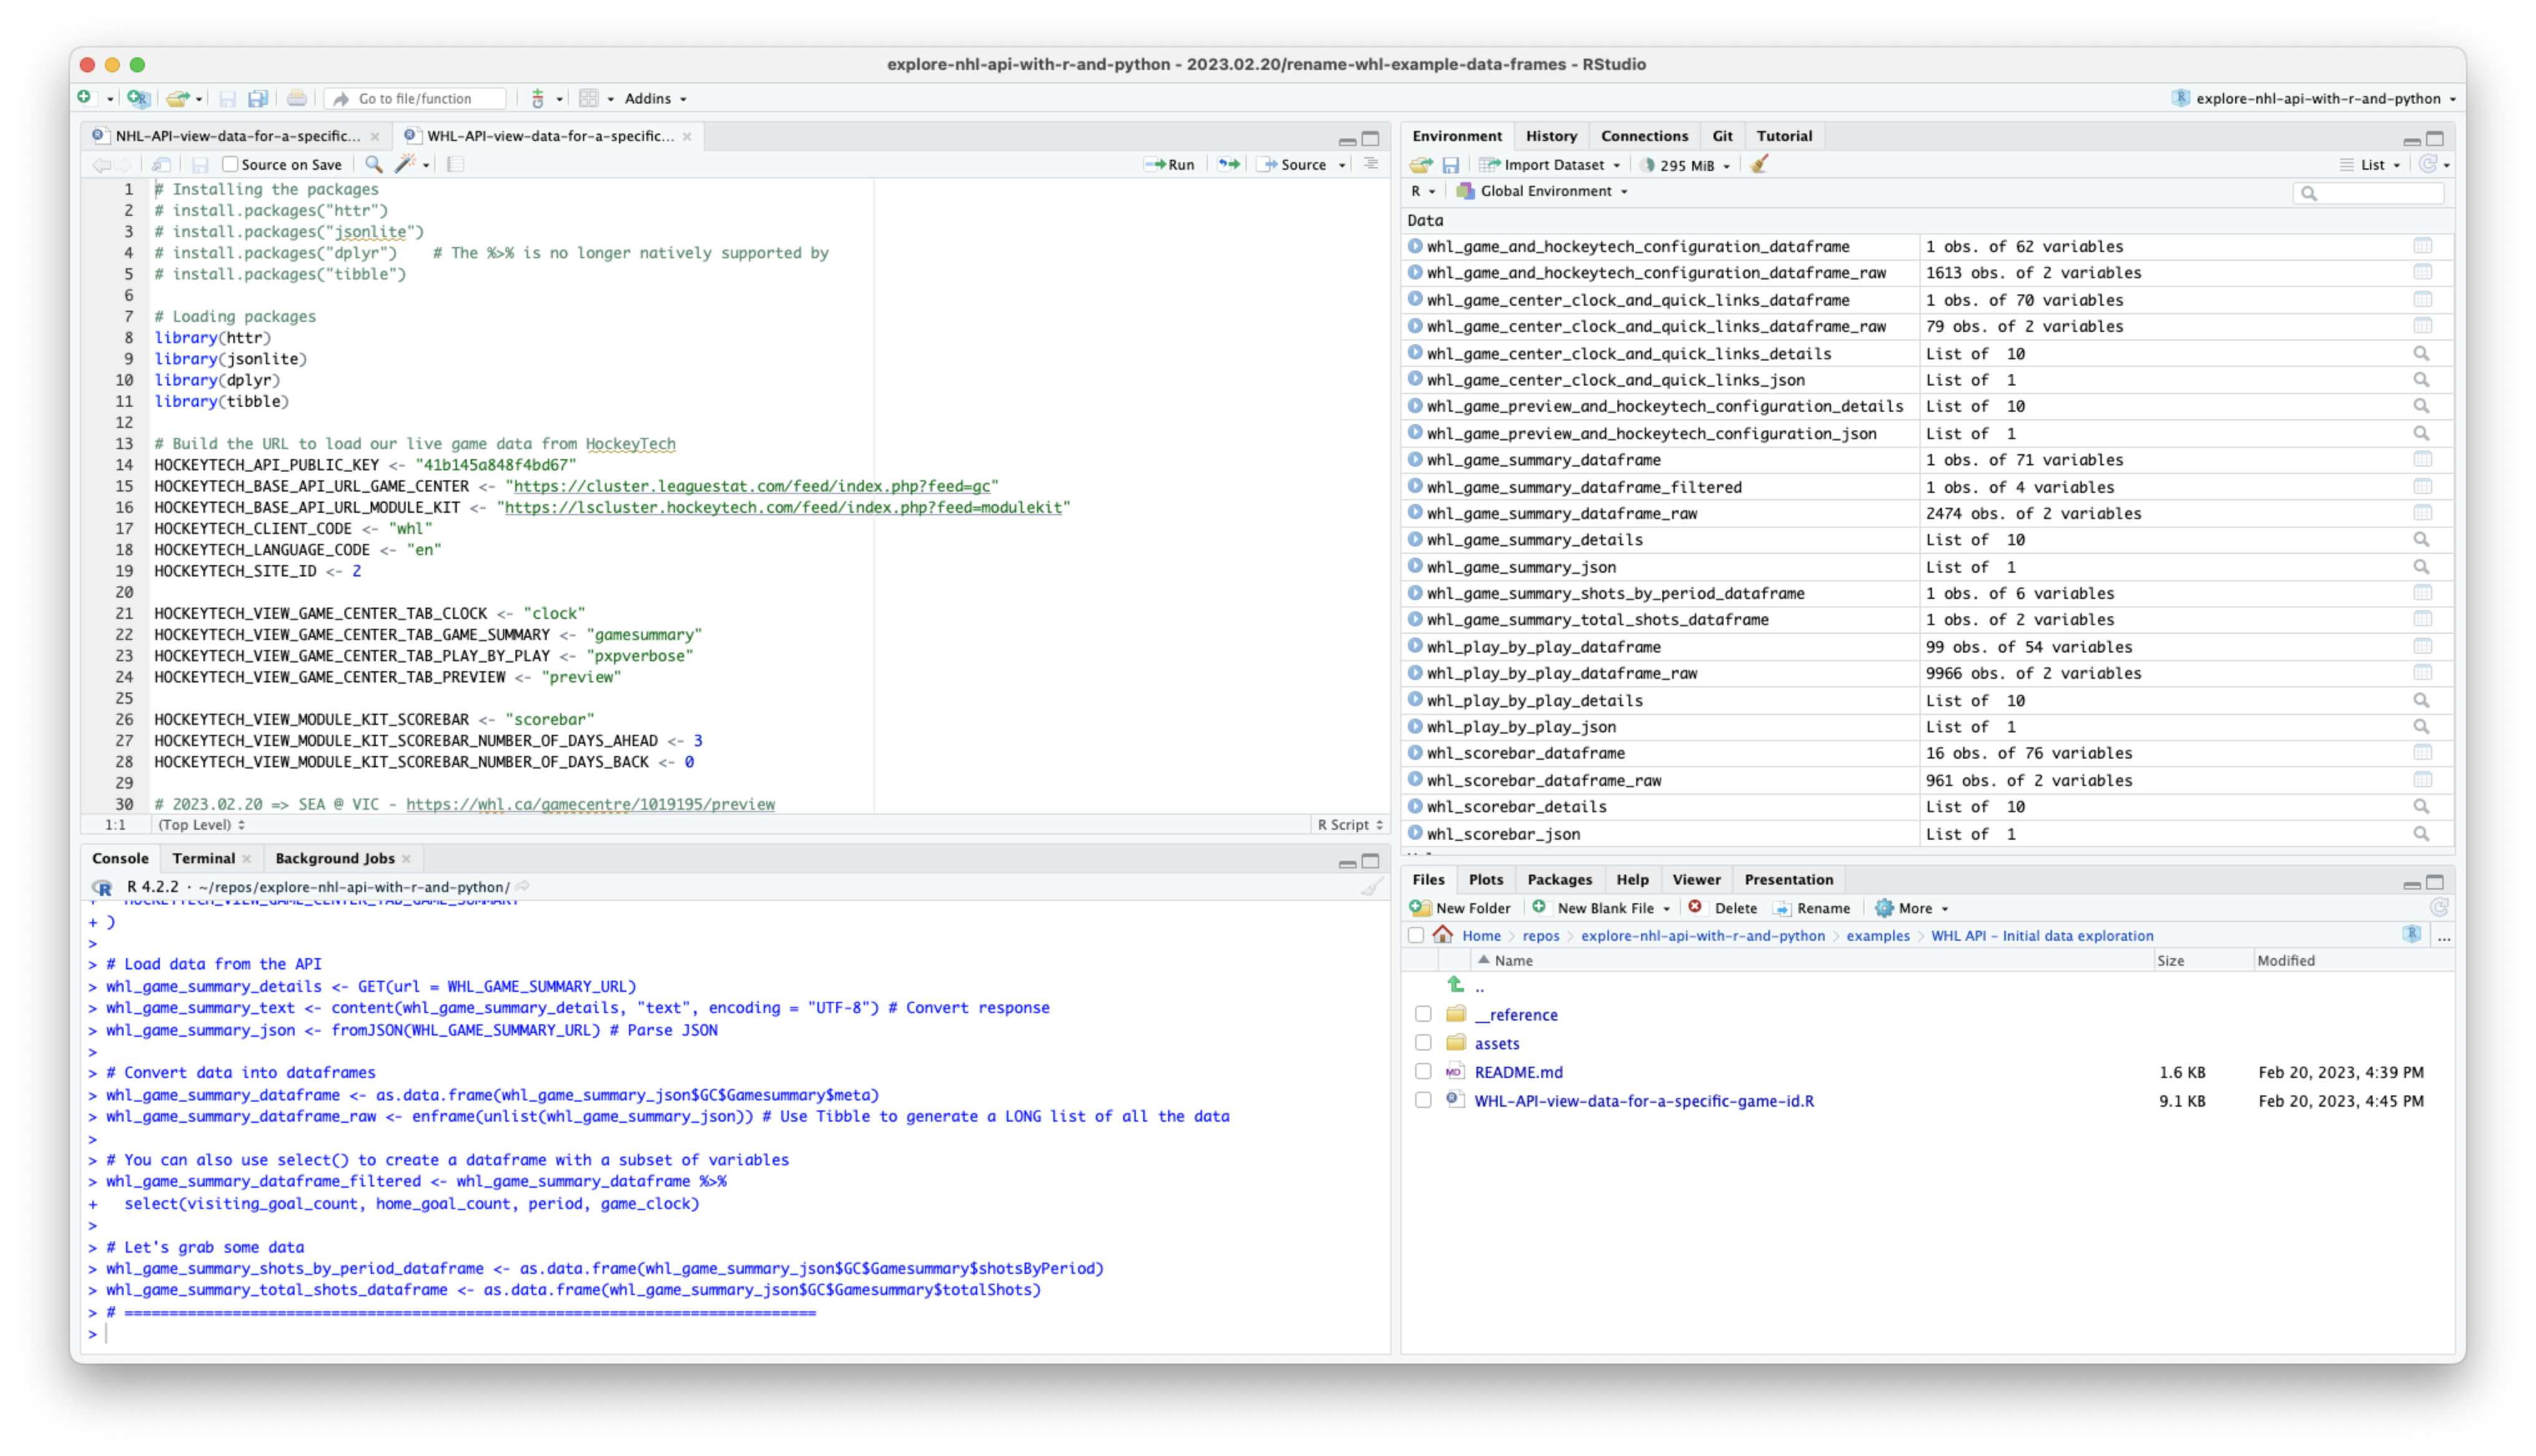 explore-nhl-api-with-r-and-python - 2023.02.20/rename-whl-example-data-frames - RStudio
Go to file/function
Addins
explore-nhl-api-with-r-and-python
NHL-API-view-data-for-a-specific...
WHL-API-view-data-for-a-specific...
Source on Save
Run
Source
1 # Installing the packages
2 # install.packages("httr")
3 # install.packages("jsonlite")
4 # install.packages("dplyr")    # The %>% is no longer natively supported by
5 # install.packages("tibble")
6
7 # Loading packages
8 library(httr)
9 library(jsonlite)
10 library(dplyr)
11 library(tibble)
12
13 # Build the URL to load our live game data from HockeyTech
14 HOCKEYTECH_API_PUBLIC_KEY <- "41b145a848f4bd67"
15 HOCKEYTECH_BASE_API_URL_GAME_CENTER <- "https://cluster.leaguestat.com/feed/index.php?feed=gc"
16 HOCKEYTECH_BASE_API_URL_MODULE_KIT <- "https://lscluster.hockeytech.com/feed/index.php?feed=modulekit"
17 HOCKEYTECH_CLIENT_CODE <- "whl"
18 HOCKEYTECH_LANGUAGE_CODE <- "en"
19 HOCKEYTECH_SITE_ID <- 2
20
21 HOCKEYTECH_VIEW_GAME_CENTER_TAB_CLOCK <- "clock"
22 HOCKEYTECH_VIEW_GAME_CENTER_TAB_GAME_SUMMARY <- "gamesummary"
23 HOCKEYTECH_VIEW_GAME_CENTER_TAB_PLAY_BY_PLAY <- "pxpverbose"
24 HOCKEYTECH_VIEW_GAME_CENTER_TAB_PREVIEW <- "preview"
25
26 HOCKEYTECH_VIEW_MODULE_KIT_SCOREBAR <- "scorebar"
27 HOCKEYTECH_VIEW_MODULE_KIT_SCOREBAR_NUMBER_OF_DAYS_AHEAD <- 3
28 HOCKEYTECH_VIEW_MODULE_KIT_SCOREBAR_NUMBER_OF_DAYS_BACK <- 0
29
30 # 2023.02.20 => SEA @ VIC - https://whl.ca/gamecentre/1019195/preview
1:1 (Top Level) R Script
Console Terminal Background Jobs
R 4.2.2 · ~/repos/explore-nhl-api-with-r-and-python/
+   HOCKEYTECH_VIEW_GAME_CENTER_TAB_GAME_SUMMARY
+ )
>
> # Load data from the API
> whl_game_summary_details <- GET(url = WHL_GAME_SUMMARY_URL)
> whl_game_summary_text <- content(whl_game_summary_details, "text", encoding = "UTF-8") # Convert response
> whl_game_summary_json <- fromJSON(WHL_GAME_SUMMARY_URL) # Parse JSON
>
> # Convert data into dataframes
> whl_game_summary_dataframe <- as.data.frame(whl_game_summary_json$GC$Gamesummary$meta)
> whl_game_summary_dataframe_raw <- enframe(unlist(whl_game_summary_json)) # Use Tibble to generate a LONG list of all the data
>
> # You can also use select() to create a dataframe with a subset of variables
> whl_game_summary_dataframe_filtered <- whl_game_summary_dataframe %>%
+   select(visiting_goal_count, home_goal_count, period, game_clock)
>
> # Let's grab some data
> whl_game_summary_shots_by_period_dataframe <- as.data.frame(whl_game_summary_json$GC$Gamesummary$shotsByPeriod)
> whl_game_summary_total_shots_dataframe <- as.data.frame(whl_game_summary_json$GC$Gamesummary$totalShots)
> # =============================================================================
>
Environment History Connections Git Tutorial
Import Dataset 295 MiB List
R Global Environment
Data
whl_game_and_hockeytech_configuration_dataframe 1 obs. of 62 variables
whl_game_and_hockeytech_configuration_dataframe_raw 1613 obs. of 2 variables
whl_game_center_clock_and_quick_links_dataframe 1 obs. of 70 variables
whl_game_center_clock_and_quick_links_dataframe_raw 79 obs. of 2 variables
whl_game_center_clock_and_quick_links_details List of  10
whl_game_center_clock_and_quick_links_json List of  1
whl_game_preview_and_hockeytech_configuration_details List of  10
whl_game_preview_and_hockeytech_configuration_json List of  1
whl_game_summary_dataframe 1 obs. of 71 variables
whl_game_summary_dataframe_filtered 1 obs. of 4 variables
whl_game_summary_dataframe_raw 2474 obs. of 2 variables
whl_game_summary_details List of  10
whl_game_summary_json List of  1
whl_game_summary_shots_by_period_dataframe 1 obs. of 6 variables
whl_game_summary_total_shots_dataframe 1 obs. of 2 variables
whl_play_by_play_dataframe 99 obs. of 54 variables
whl_play_by_play_dataframe_raw 9966 obs. of 2 variables
whl_play_by_play_details List of  10
whl_play_by_play_json List of  1
whl_scorebar_dataframe 16 obs. of 76 variables
whl_scorebar_dataframe_raw 961 obs. of 2 variables
whl_scorebar_details List of  10
whl_scorebar_json List of  1
Files Plots Packages Help Viewer Presentation
New Folder New Blank File Delete Rename More
Home repos explore-nhl-api-with-r-and-python examples WHL API – Initial data exploration ...
Name Size Modified
..
__reference
assets
README.md 1.6 KB Feb 20, 2023, 4:39 PM
WHL-API-view-data-for-a-specific-game-id.R 9.1 KB Feb 20, 2023, 4:45 PM